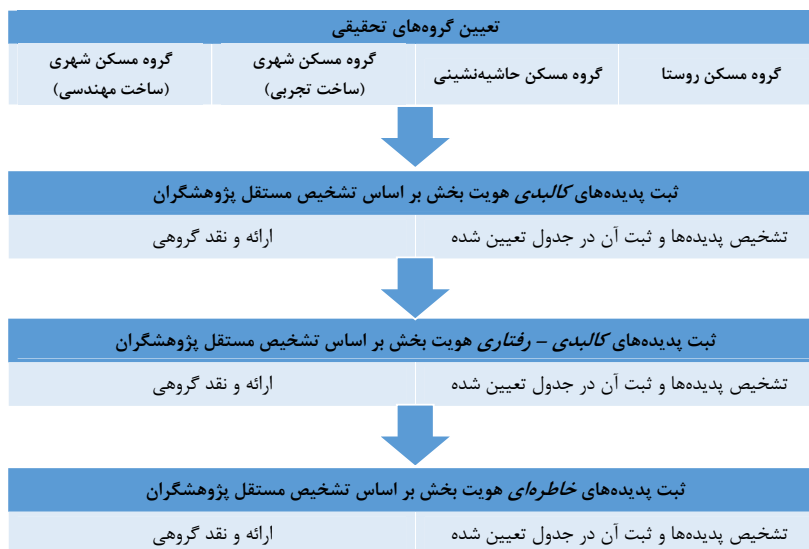 تعیین گروه‌های تحقیقی
گروه مسکن روستا
گروه مسکن حاشیه‌نشینی
گروه مسکن شهری
(ساخت تجربی)
گروه مسکن شهری
(ساخت مهندسی)
ثبت پدیده‌های کالبدی هویت بخش بر اساس تشخیص مستقل پژوهشگران
تشخیص پدیده‌ها و ثبت آن در جدول تعیین شده
ارائه و نقد گروهی
ثبت پدیده‌های کالبدی – رفتاری هویت بخش بر اساس تشخیص مستقل پژوهشگران
تشخیص پدیده‌ها و ثبت آن در جدول تعیین شده
ارائه و نقد گروهی
ثبت پدیده‌های خاطره‌ای هویت بخش بر اساس تشخیص مستقل پژوهشگران
تشخیص پدیده‌ها و ثبت آن در جدول تعیین شده
ارائه و نقد گروهی